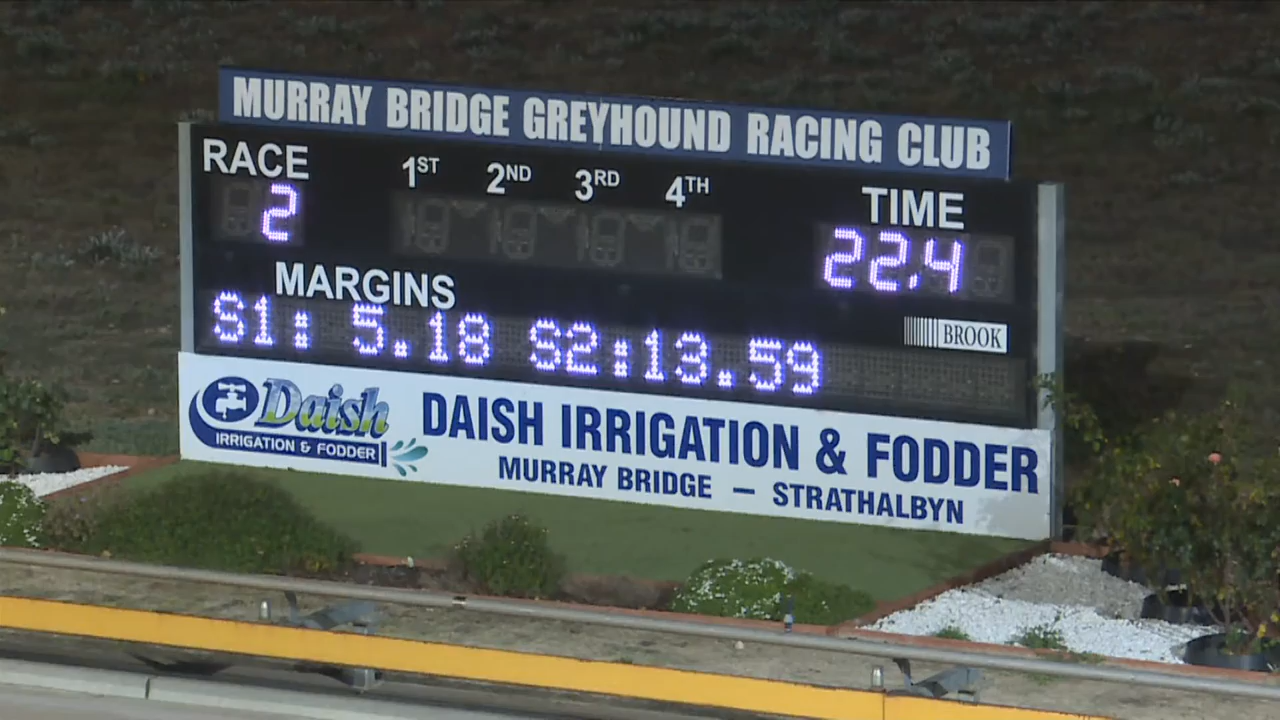 MURRAY BRIDGE GREYHOUND RACING CLUB
RACE 1ST 2ND 3RD 4TH TIME
2 22.4
MARGINS
S1: 5.18 S2:13.59
BROOK
Daish
IRRIGATION & FODDER
DAISH IRRIGATION & FODDER
MURRAY BRIDGE – STRATHALBYN